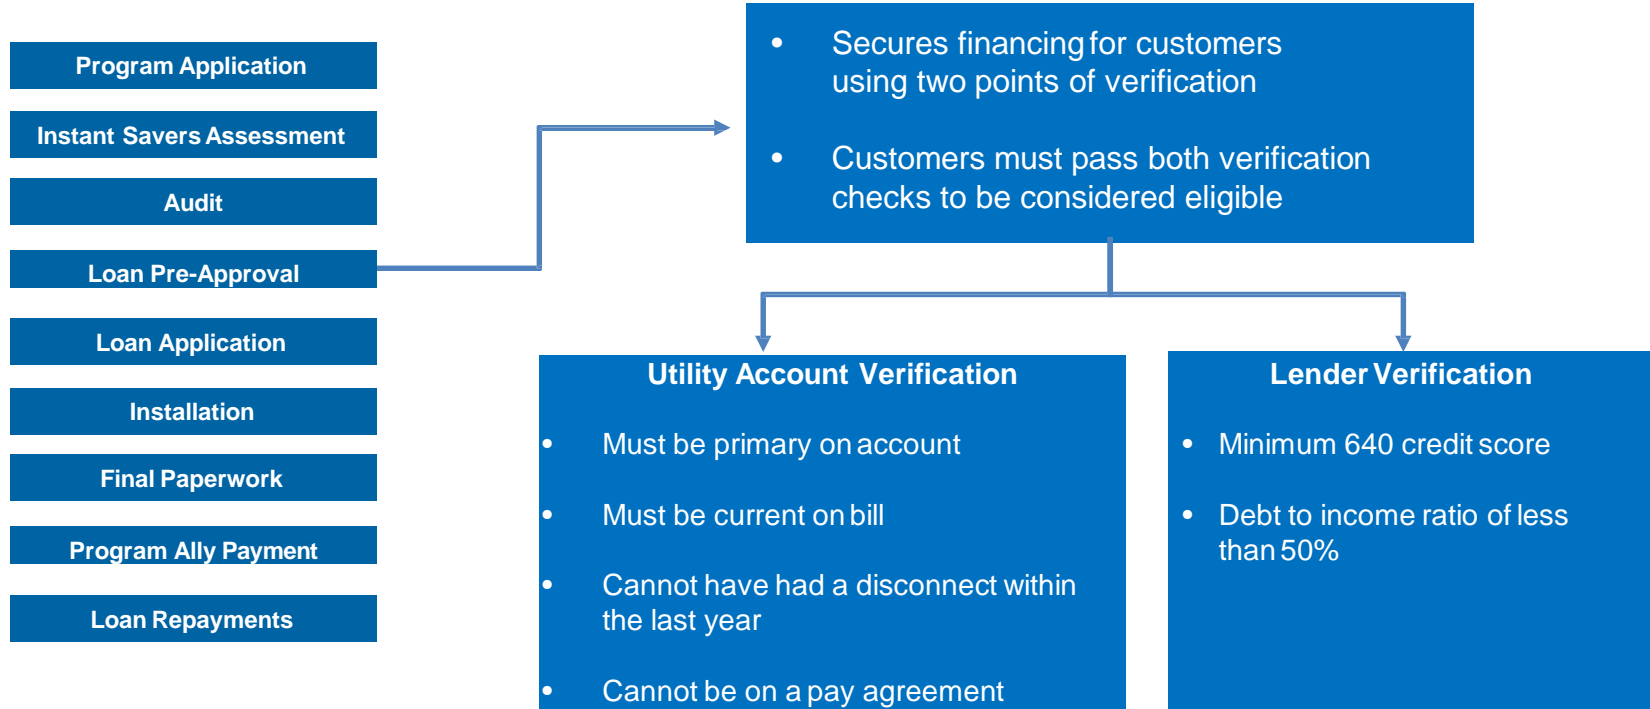 Program Application
Instant Savers Assessment
Audit
Loan Pre-Approval
Loan Application
Installation
Final Paperwork
Program Ally Payment
Loan Repayments
• Secures financing for customers
using two points of verification
• Customers must pass both verification
checks to be considered eligible
Utility Account Verification
• Must be primary on account
• Must be current on bill
• Cannot have had a disconnect within
the last year
• Cannot be on a pay agreement
Lender Verification
• Minimum 640 credit score
• Debt to income ratio of less
than 50%